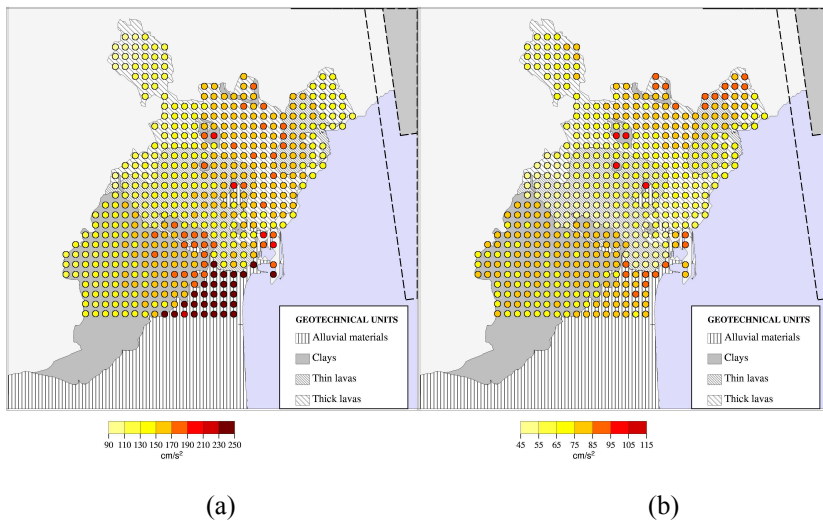 GEOTECHNICAL UNITS
Alluvial materials
Clays
Thin lavas
Thick lavas
GEOTECHNICAL UNITS
Alluvial materials
Clays
Thin lavas
Thick lavas
90 110 130 150 170 190 210 230 250
cm/s²
45 55 65 75 85 95 105 115
cm/s²
(a)
(b)